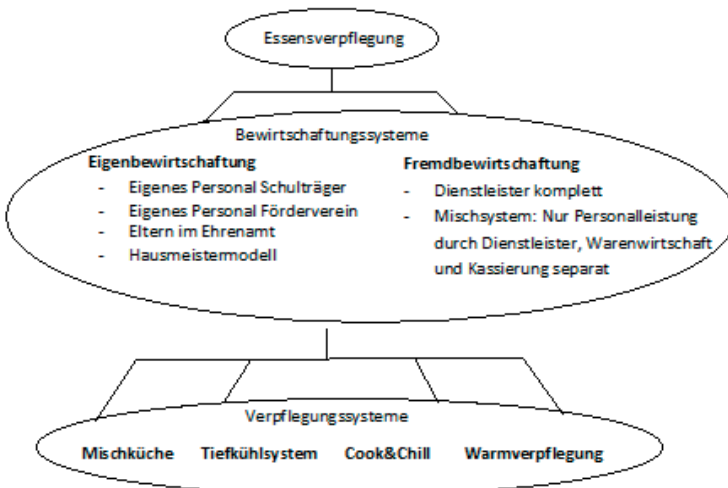 Essensverpflegung
Bewirtschaftungssysteme
Eigenbewirtschaftung
- Eigenes Personal Schulträger
- Eigenes Personal Förderverein
- Eltern im Ehrenamt
- Hausmeistermodell
Fremdbewirtschaftung
- Dienstleister komplett
- Mischsystem: Nur Personalleistung
durch Dienstleister, Warenwirtschaft
und Kassierung separat
Verpflegungssysteme
Mischküche Tiefkühlsystem Cook&Chill Warmverpflegung